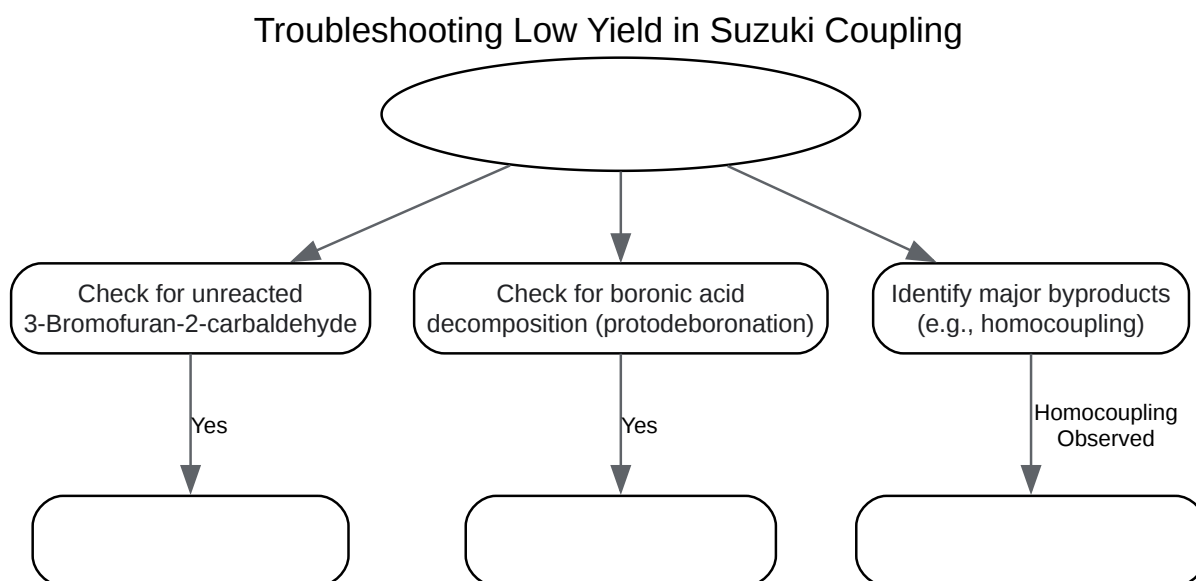 Troubleshooting Low Yield in Suzuki Coupling
Check for unreacted
3-Bromofuran-2-carbaldehyde
Check for boronic acid
decomposition (protodeboronation)
Identify major byproducts
(e.g., homocoupling)
Yes
Yes
Homocoupling
Observed